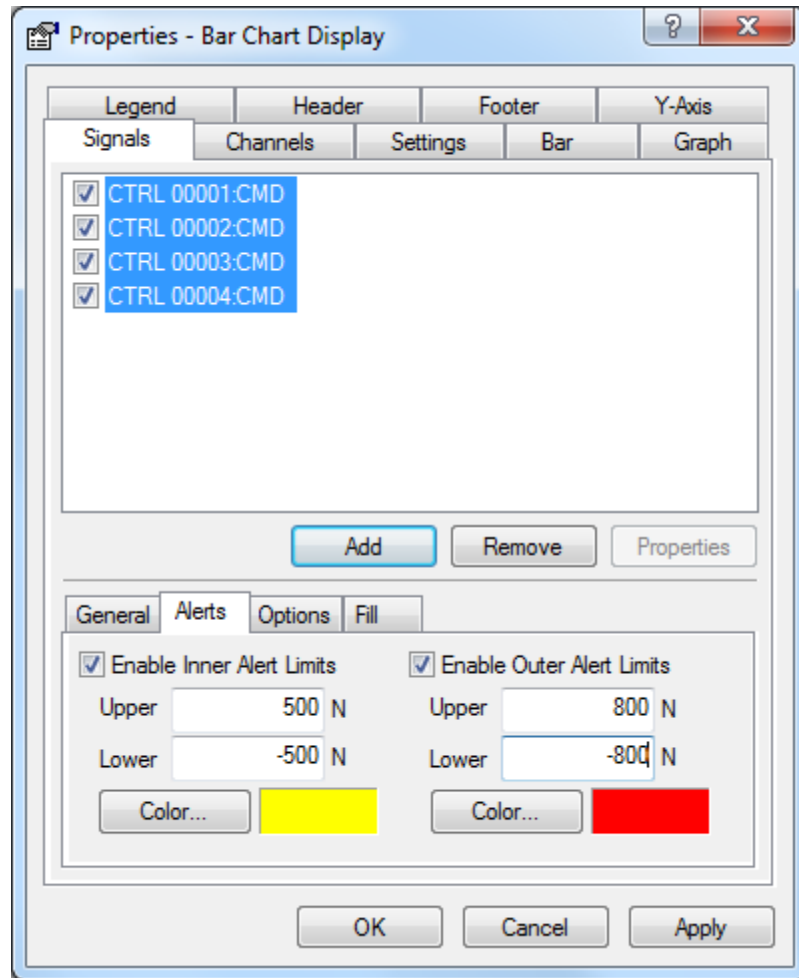 Properties - Bar Chart Display
Legend Header Footer Y-Axis
Signals Channels Settings Bar Graph
CTRL 00001:CMD
CTRL 00002:CMD
CTRL 00003:CMD
CTRL 00004:CMD
Add Remove Properties
General Alerts Options Fill
Enable Inner Alert Limits Enable Outer Alert Limits
Upper 500 N Upper 800 N
Lower -500 N Lower -800 N
Color... Color...
OK Cancel Apply